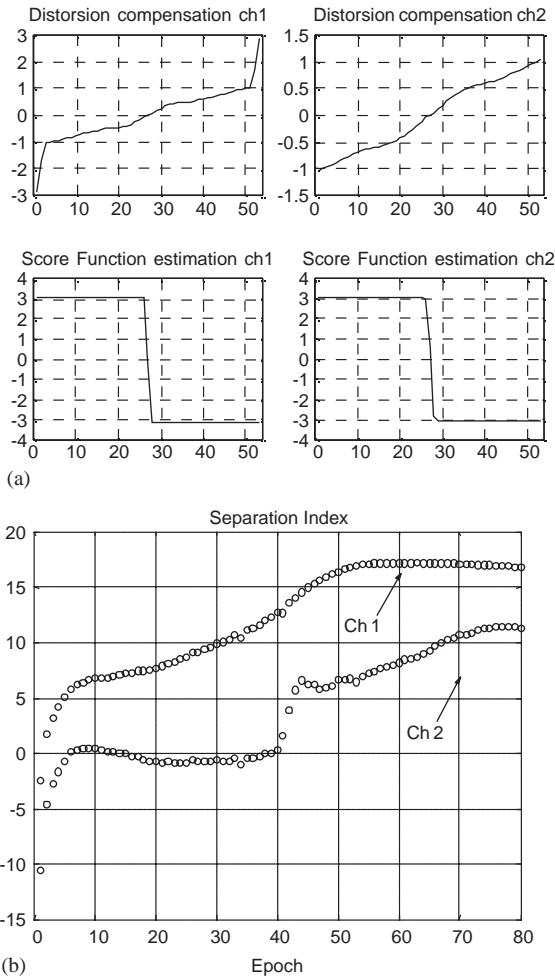 Distorsion compensation ch1
Distorsion compensation ch2
3
2
1
0
-1
-2
-3
0 10 20 30 40 50
1.5
1
0.5
0
-0.5
-1
-1.5
0 10 20 30 40 50
Score Function estimation ch1
Score Function estimation ch2
4
3
2
1
0
-1
-2
-3
-4
0 10 20 30 40 50
4
3
2
1
0
-1
-2
-3
-4
0 10 20 30 40 50
(a)
Separation Index
20
15
10
5
0
-5
-10
-15
Ch 1
Ch 2
0 10 20 30 40 50 60 70 80
(b)
Epoch